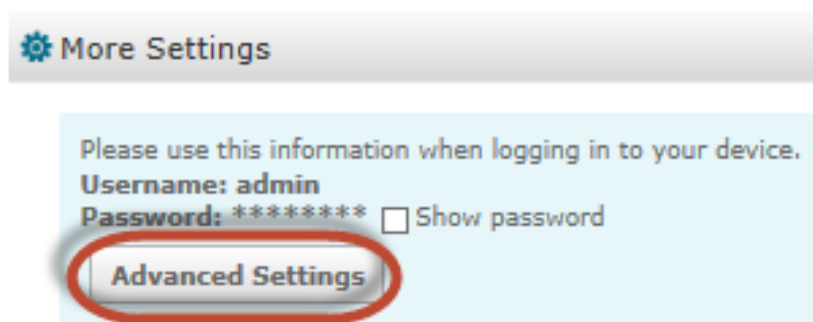 More Settings
Please use this information when logging in to your device.
Username: admin
Password: ******** Show password
Advanced Settings